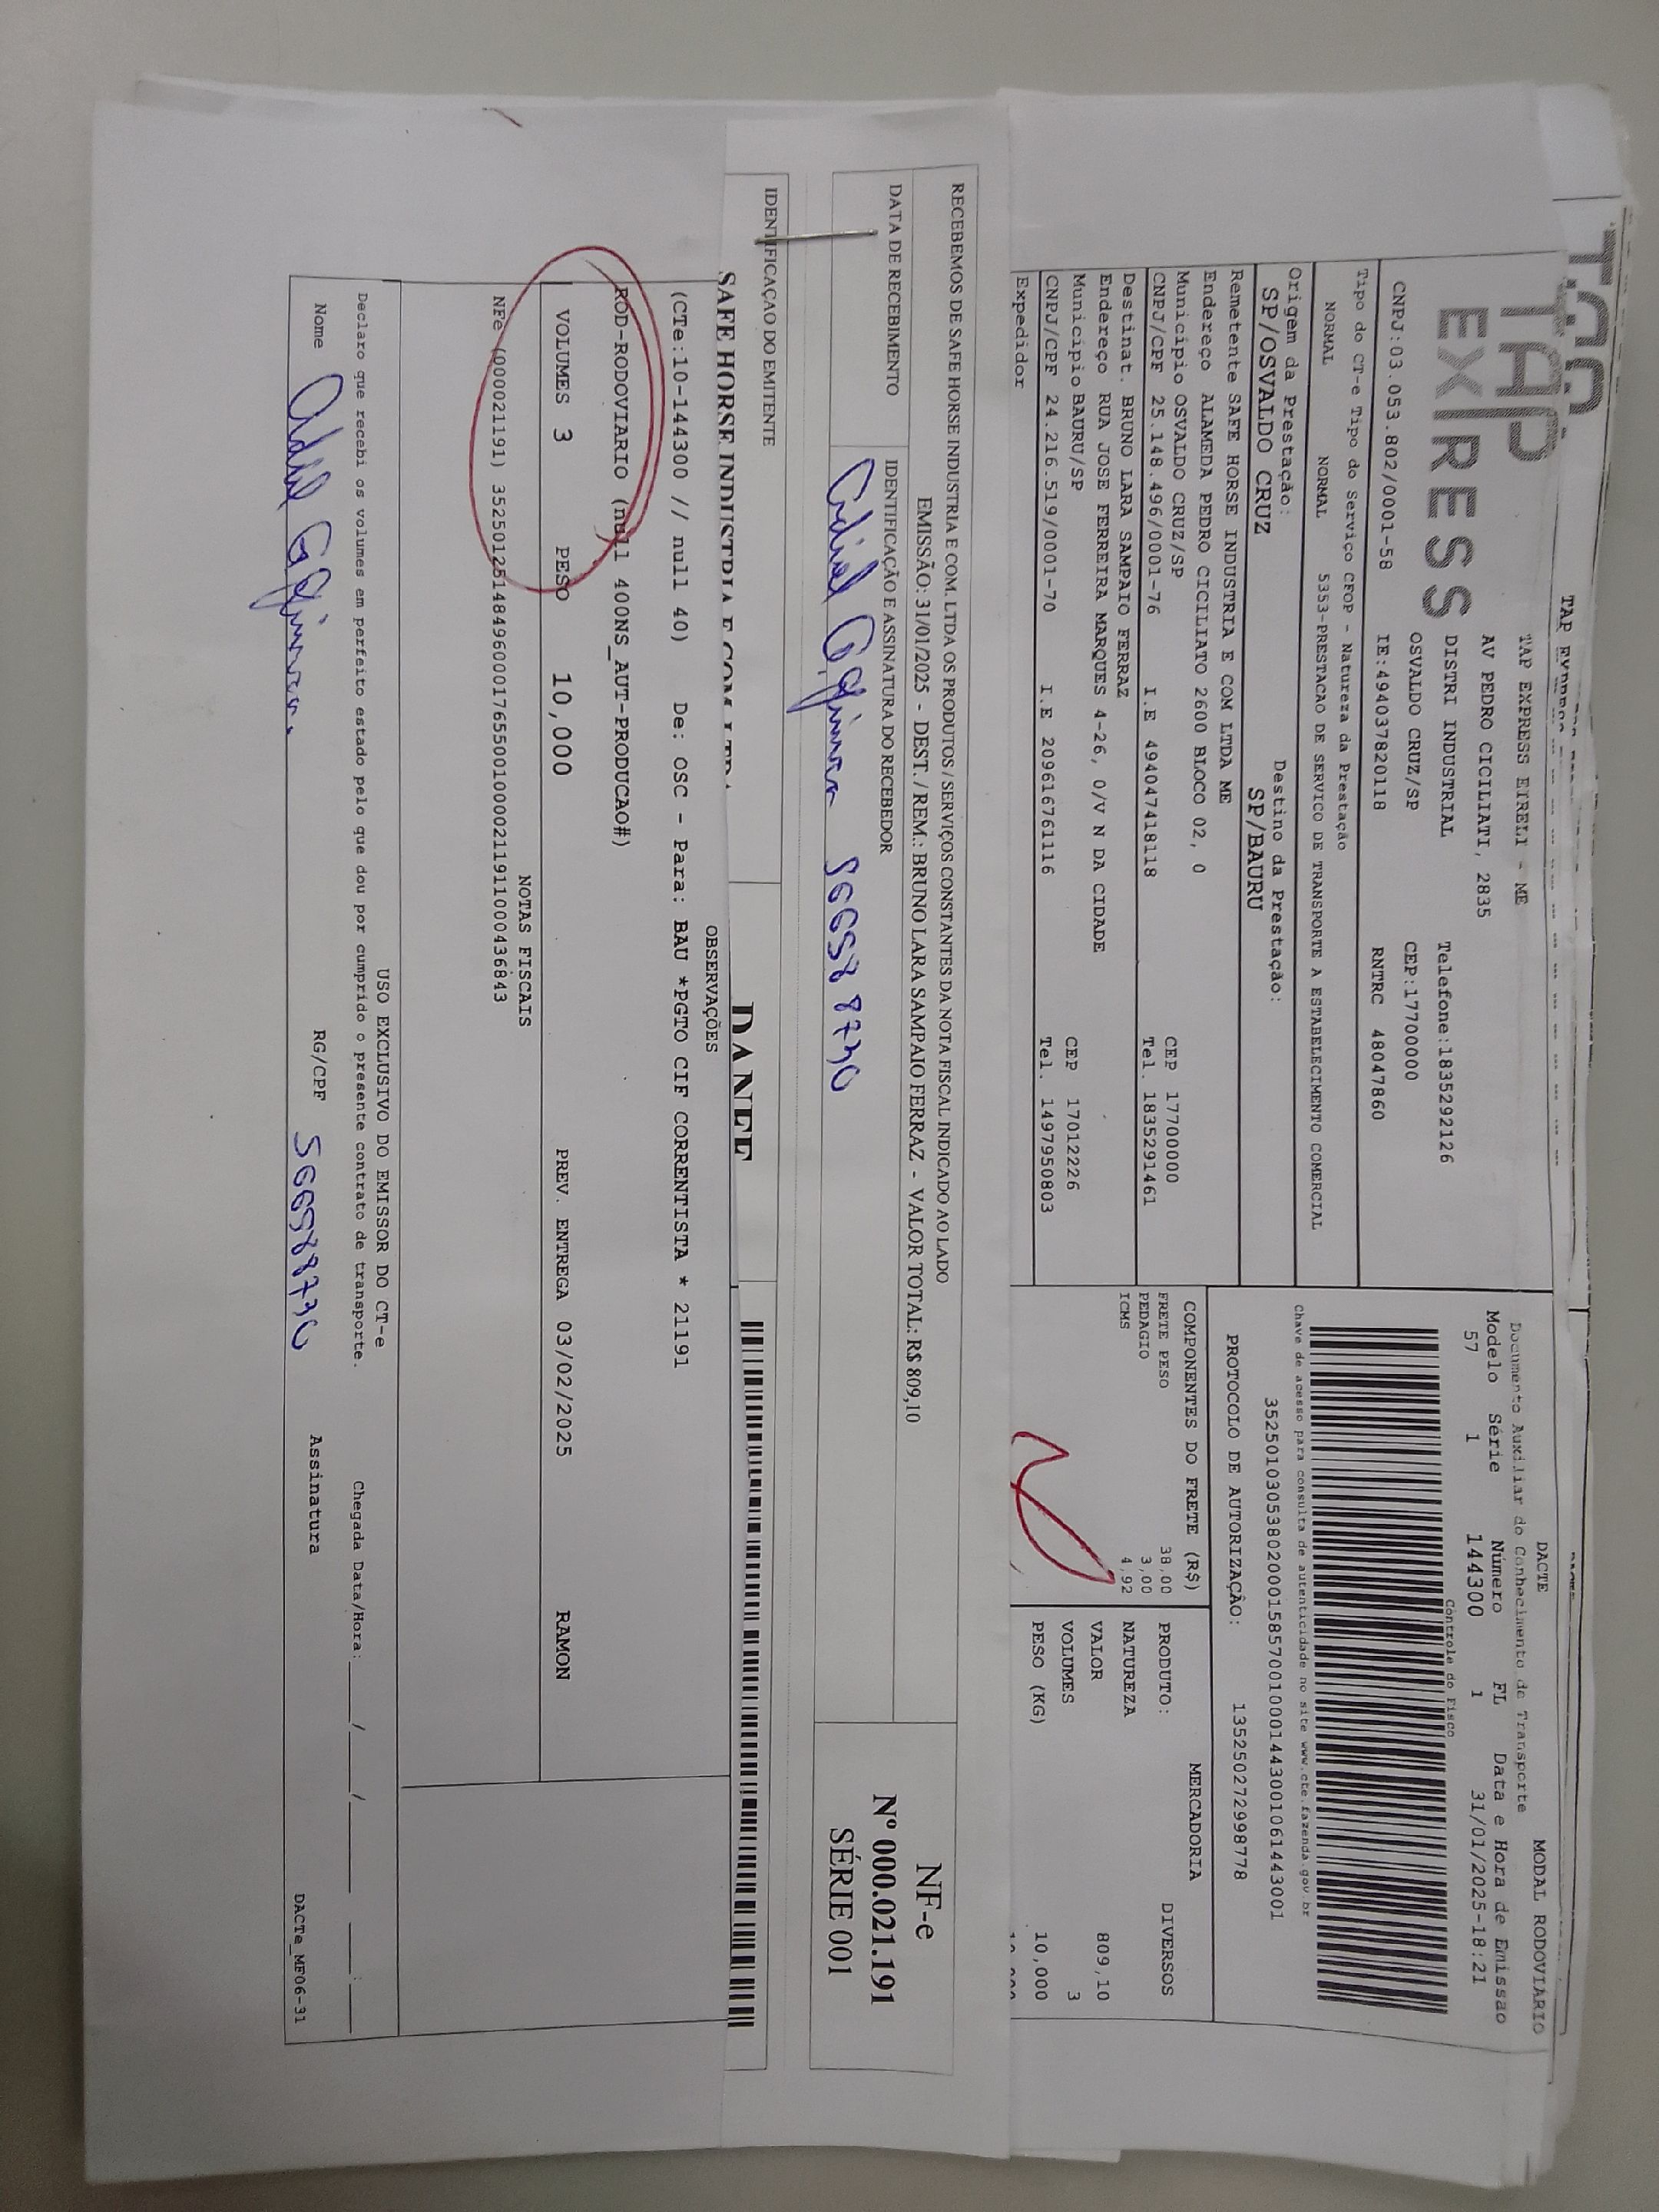 TAP EXPRESS
TAP EXPRESS EIRELI - ME
AV PEDRO CICILIATI, 2835
DISTRI INDUSTRIAL
Telefone:1835292126
OSVALDO CRUZ/SP
CEP:17700000
CNPJ:03.053.802/0001-58
IE:494037820118
RNTRC 48047860
DACTE
MODAL RODOVIARIO
Documento Auxiliar do Conhecimento de Transporte
Modelo Série Número FL Data e Hora de Emissao
57 1 144300 1 31/01/2025-18:21
Controle do Fisco
Chave de acesso para consulta de autenticidade no site www.cte.fazenda.gov.br
PROTOCOLO DE AUTORIZAÇÃO: 135250272998778
Tipo do CT-e Tipo do Serviço CFOP - Natureza da Prestação
NORMAL NORMAL 5353-PRESTACAO DE SERVICO DE TRANSPORTE A ESTABELECIMENTO COMERCIAL
Origem da Prestação:
Destino da Prestação:
SP/OSVALDO CRUZ
SP/BAURU
Remetente SAFE HORSE INDUSTRIA E COM LTDA ME
Endereço ALAMEDA PEDRO CICILIATO 2600 BLOCO 02, 0
Município OSVALDO CRUZ/SP CEP 17700000
CNPJ/CPF 25.148.496/0001-76 I.E 494047418118 Tel. 1835291461
Destinat. BRUNO LARA SAMPAIO FERRAZ
Endereço RUA JOSE FERREIRA MARQUES 4-26, 0/V N DA CIDADE
Município BAURU/SP CEP 17012226
CNPJ/CPF 24.216.519/0001-70 I.E 209616761116 Tel. 1497950803
Expedidor
COMPONENTES DO FRETE (R$)
FRETE PESO 38,00
PEDAGIO 3,00
ICMS 4,92
MERCADORIA
PRODUTO: DIVERSOS
NATUREZA
VALOR 809,10
VOLUMES 3
PESO (KG) 10,000
RECEBEMOS DE SAFE HORSE INDUSTRIA E COM. LTDA OS PRODUTOS / SERVIÇOS CONSTANTES DA NOTA FISCAL INDICADO AO LADO
EMISSÃO: 31/01/2025 - DEST. / REM.: BRUNO LARA SAMPAIO FERRAZ - VALOR TOTAL: R$ 809,10
DATA DE RECEBIMENTO
IDENTIFICAÇÃO E ASSINATURA DO RECEBEDOR
NF-e
Nº 000.021.191
SÉRIE 001
IDENTIFICAÇÃO DO EMITENTE
SAFE HORSE INDUSTRIA E COM. LTDA.
DANFE
OBSERVAÇÕES
(CTe:10-144300 // null 40) De: OSC - Para: BAU *PGTO CIF CORRENTISTA * 21191
ROD-RODOVIARIO (null 400NS_AUT-PRODUCAO#)
VOLUMES 3 PESO 10,000 PREV. ENTREGA 03/02/2025 RAMON
NOTAS FISCAIS
USO EXCLUSIVO DO EMISSOR DO CT-e
Declaro que recebi os volumes em perfeito estado pelo que dou por cumprido o presente contrato de transporte.
Chegada Data/Hora: ____/____/____ ____:____
Nome
RG/CPF
Assinatura
DACTe_MF06-31